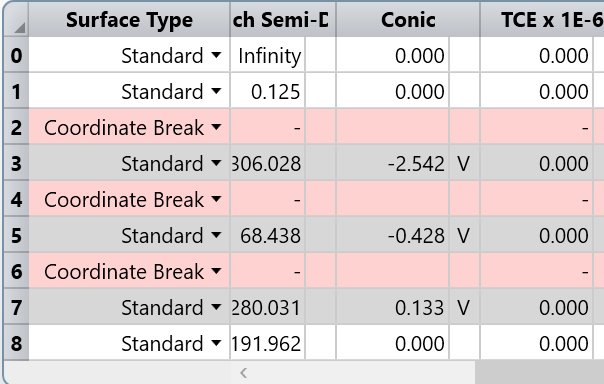 Surface Type ch Semi-D Conic TCE x 1E-6
0 Standard Infinity 0.000 0.000
1 Standard 0.125 0.000 0.000
2 Coordinate Break - -
3 Standard 306.028 -2.542 V 0.000
4 Coordinate Break - -
5 Standard 68.438 -0.428 V 0.000
6 Coordinate Break - -
7 Standard 280.031 0.133 V 0.000
8 Standard 191.962 0.000 0.000